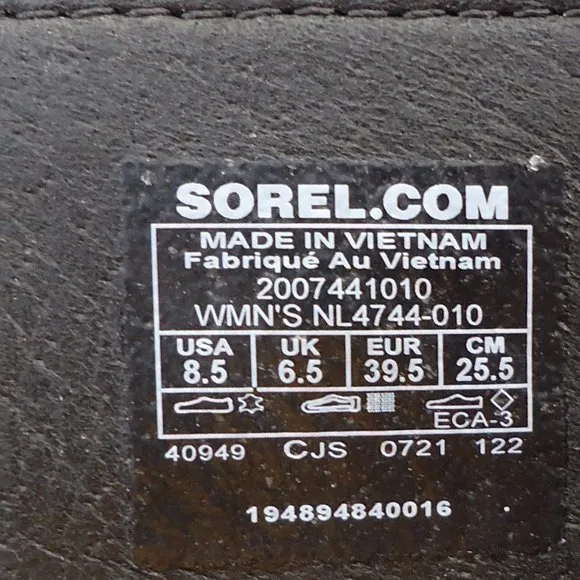 SOREL.COM
MADE IN VIETNAM
Fabriqué Au Vietnam
2007441010
WMN'S NL4744-010
USA UK EUR CM
8.5 6.5 39.5 25.5
ECA-3
40949 CJS 0721 122
194894840016